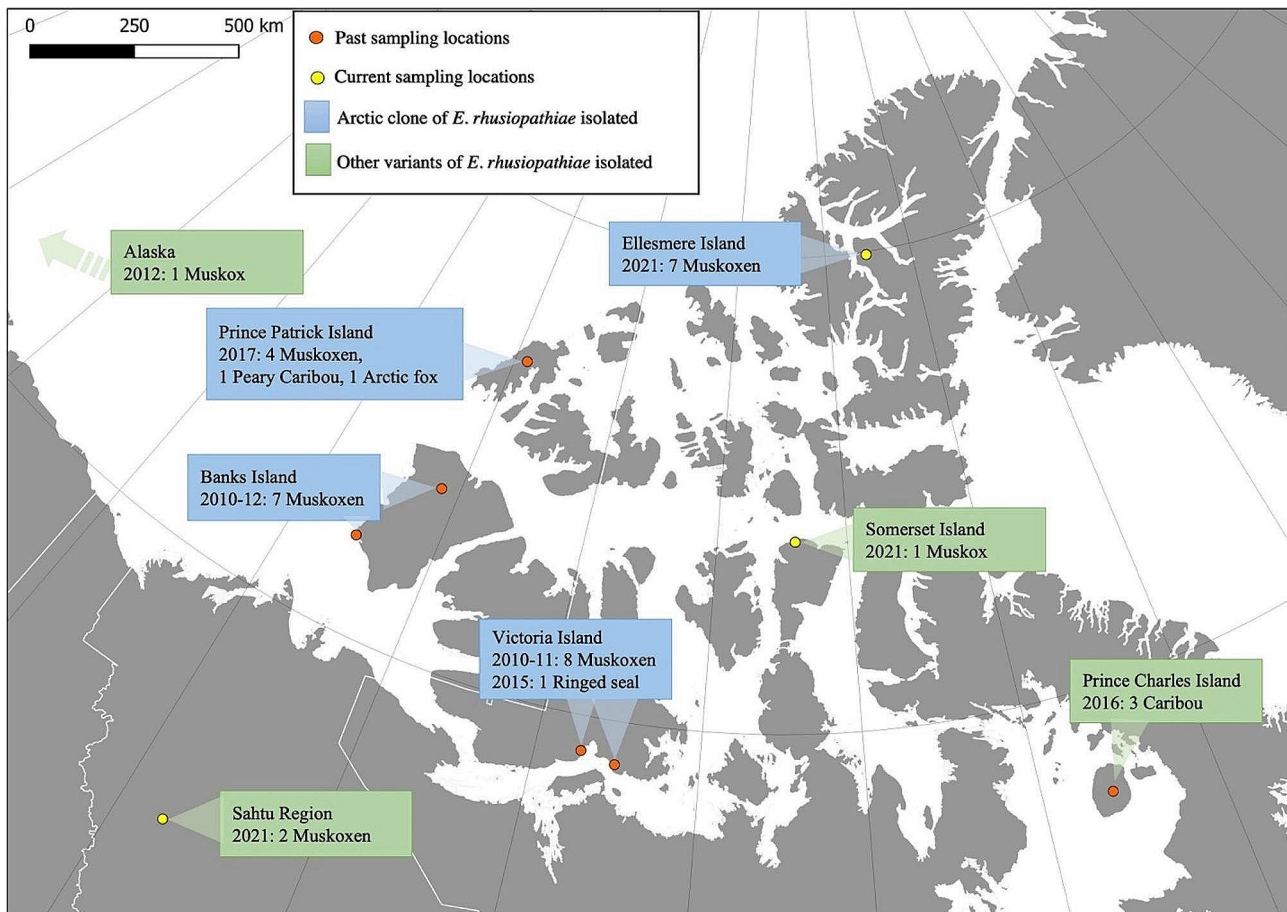 0 250 500 km
Past sampling locations
Current sampling locations
Arctic clone of E. rhusiopathiae isolated
Other variants of E. rhusiopathiae isolated
Ellesmere Island
2021: 7 Muskoxen
Alaska
2012: 1 Muskox
Prince Patrick Island
2017: 4 Muskoxen,
1 Peary Caribou, 1 Arctic fox
Banks Island
2010-12: 7 Muskoxen
Somerset Island
2021: 1 Muskox
Victoria Island
2010-11: 8 Muskoxen
2015: 1 Ringed seal
Prince Charles Island
2016: 3 Caribou
Sahtu Region
2021: 2 Muskoxen